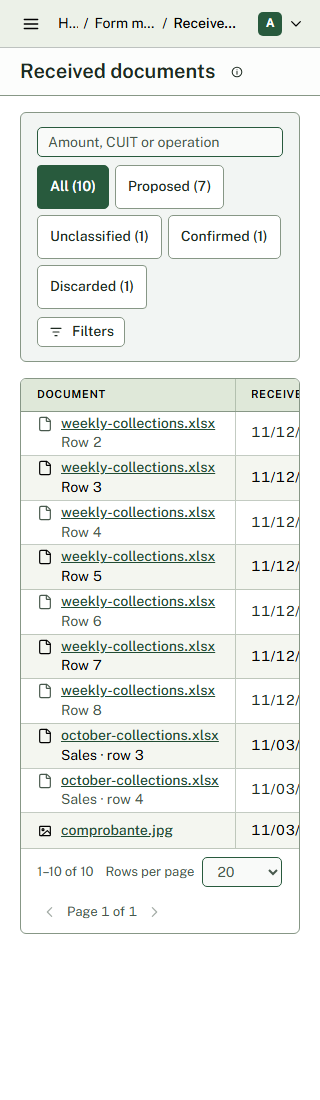 H... / Form m... / Receive... A
Received documents
Amount, CUIT or operation
All (10) Proposed (7)
Unclassified (1) Confirmed (1)
Discarded (1)
Filters
DOCUMENT RECEIVE
weekly-collections.xlsx
Row 2 11/12/
weekly-collections.xlsx
Row 3 11/12/
weekly-collections.xlsx
Row 4 11/12/
weekly-collections.xlsx
Row 5 11/12/
weekly-collections.xlsx
Row 6 11/12/
weekly-collections.xlsx
Row 7 11/12/
weekly-collections.xlsx
Row 8 11/12/
october-collections.xlsx
Sales · row 3 11/03/
october-collections.xlsx
Sales · row 4 11/03/
comprobante.jpg 11/03/
1–10 of 10 Rows per page 20
Page 1 of 1